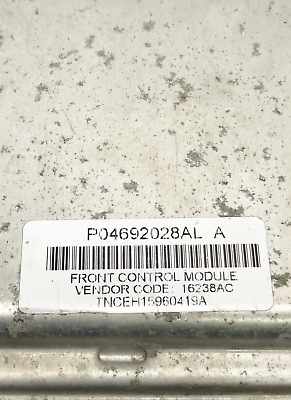 P04692028AL A
FRONT CONTROL MODULE
VENDOR CODE: 16238AC
TNCEH15960419A